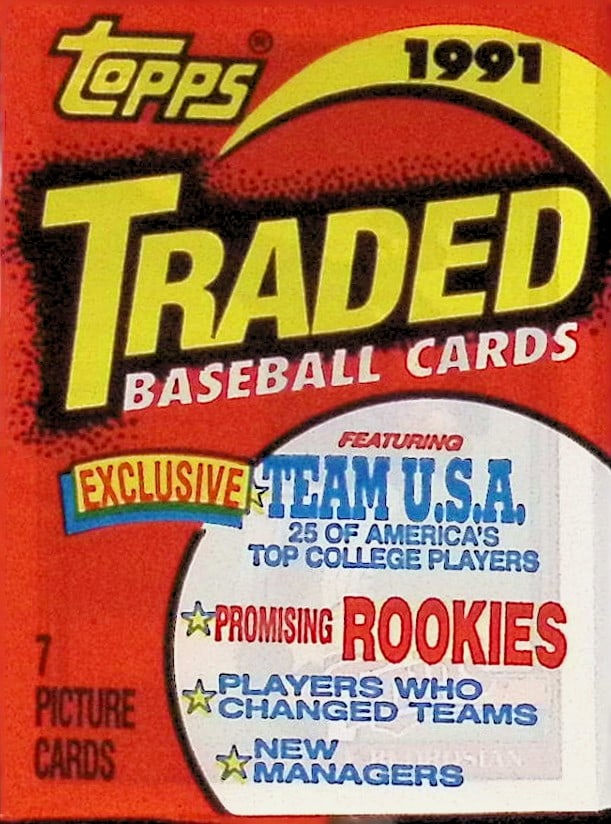 Topps®
1991
TRADED
BASEBALL CARDS
FEATURING
EXCLUSIVE
TEAM U.S.A.
25 OF AMERICA'S
TOP COLLEGE PLAYERS
PROMISING ROOKIES
PLAYERS WHO
CHANGED TEAMS
NEW
MANAGERS
7
PICTURE
CARDS